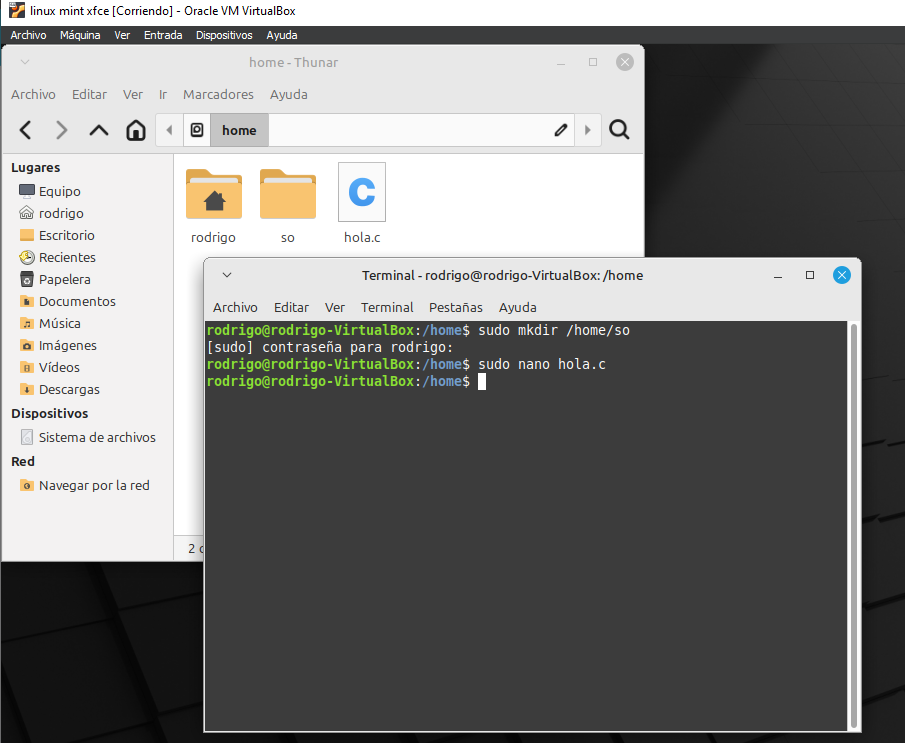 linux mint xfce [Corriendo] - Oracle VM VirtualBox
Archivo Máquina Ver Entrada Dispositivos Ayuda
home - Thunar
Archivo Editar Ver Ir Marcadores Ayuda
home
Lugares
Equipo
rodrigo
Escritorio
Recientes
Papelera
Documentos
Música
Imágenes
Vídeos
Descargas
Dispositivos
Sistema de archivos
Red
Navegar por la red
rodrigo so hola.c
2
Terminal - rodrigo@rodrigo-VirtualBox: /home
Archivo Editar Ver Terminal Pestañas Ayuda
rodrigo@rodrigo-VirtualBox:/home$ sudo mkdir /home/so
[sudo] contraseña para rodrigo:
rodrigo@rodrigo-VirtualBox:/home$ sudo nano hola.c
rodrigo@rodrigo-VirtualBox:/home$